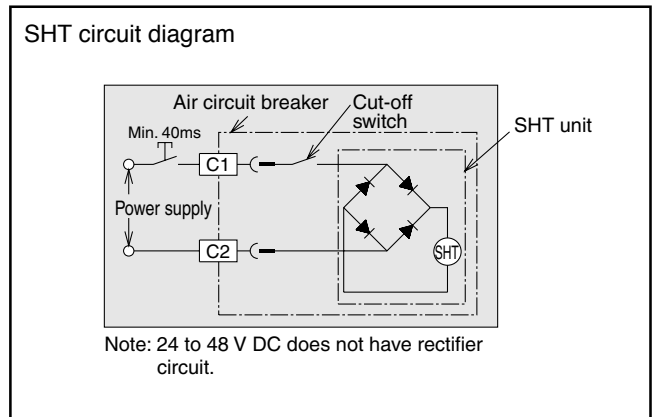 SHT circuit diagram
Air circuit breaker
Cut-off
switch
SHT unit
Min. 40ms
C1
Power supply
C2
SHT
Note: 24 to 48 V DC does not have rectifier
circuit.